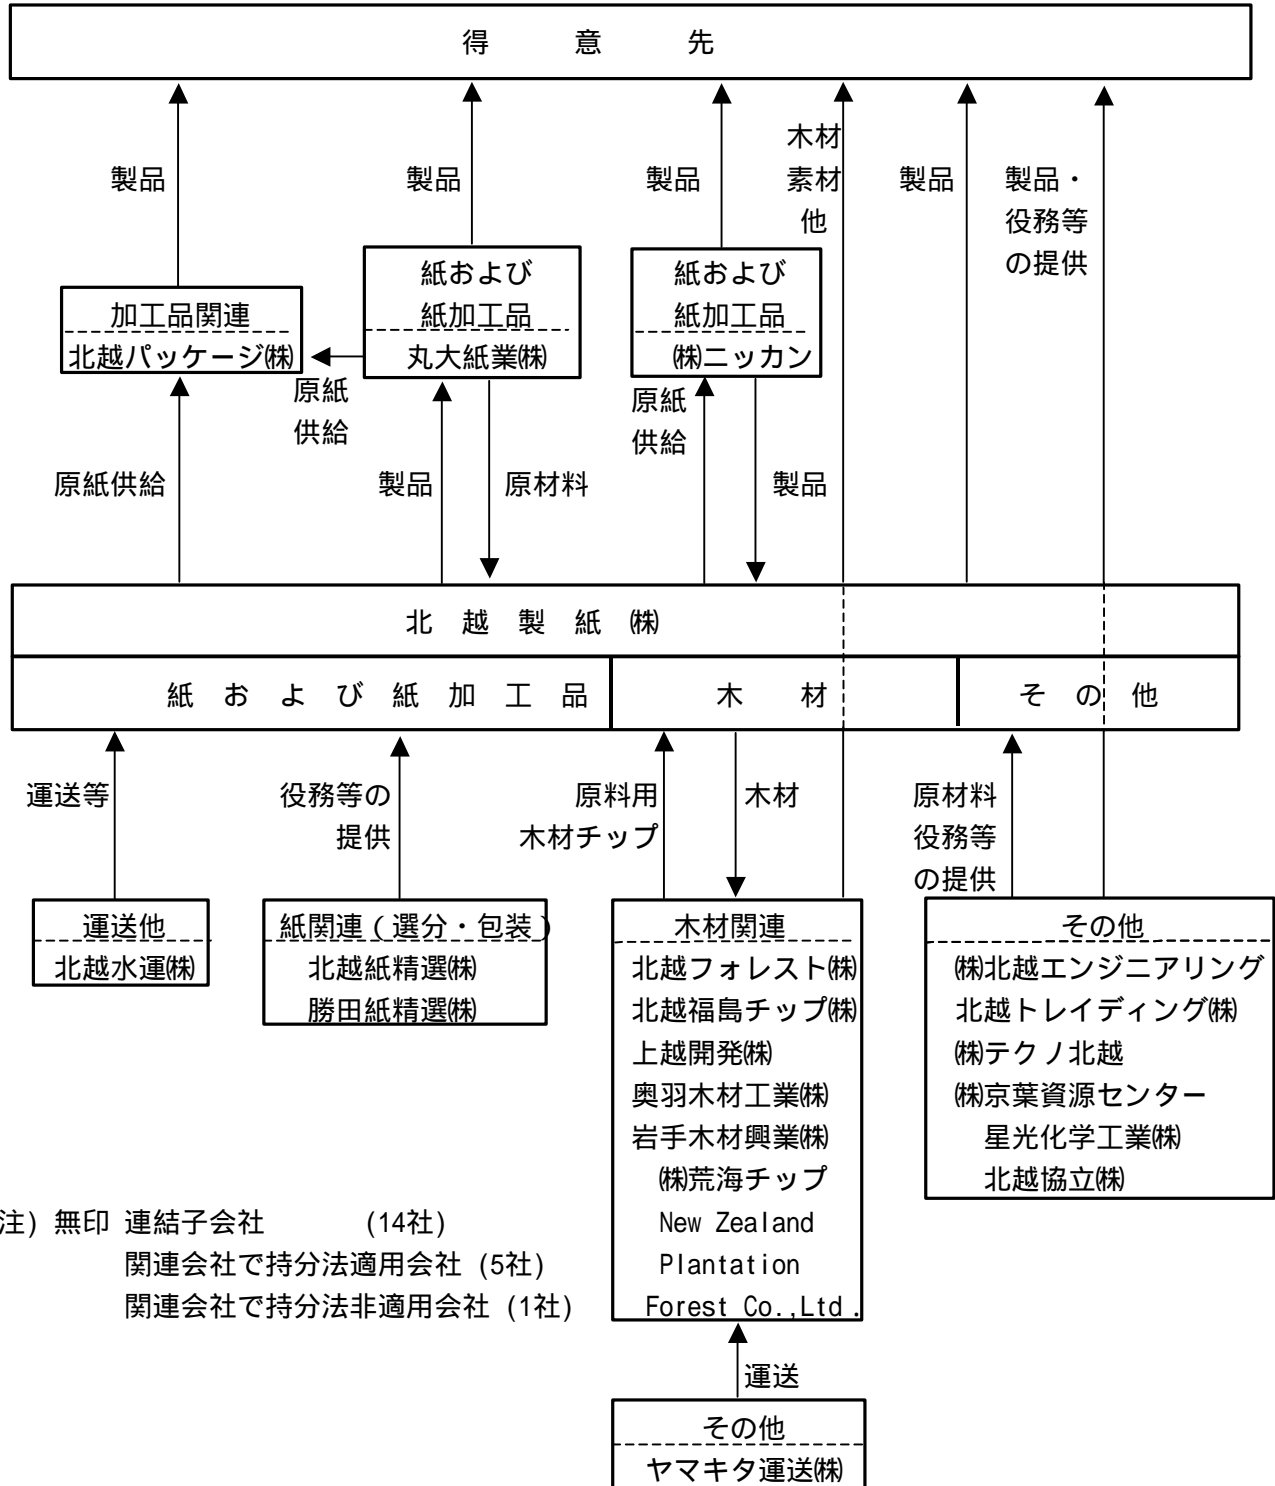 得意先
製品
製品
製品
木材
素材
他
製品
製品・
役務等
の提供
加工品関連
北越パッケージ㈱
紙および
紙加工品
丸大紙業㈱
紙および
紙加工品
㈱ニッカン
原紙
供給
原紙
供給
原紙供給
製品
原材料
製品
北越製紙㈱
紙および紙加工品
木材
その他
運送等
役務等の
提供
原料用
木材チップ
木材
原材料
役務等
の提供
運送他
北越水運㈱
紙関連（選分・包装）
北越紙精選㈱
勝田紙精選㈱
木材関連
北越フォレスト㈱
北越福島チップ㈱
上越開発㈱
奥羽木材工業㈱
岩手木材興業㈱
㈱荒海チップ
New Zealand
Plantation
Forest Co.,Ltd.
その他
㈱北越エンジニアリング
北越トレイディング㈱
㈱テクノ北越
㈱京葉資源センター
星光化学工業㈱
北越協立㈱
注) 無印 連結子会社 (14社)
関連会社で持分法適用会社 (5社)
関連会社で持分法非適用会社 (1社)
運送
その他
ヤマキタ運送㈱